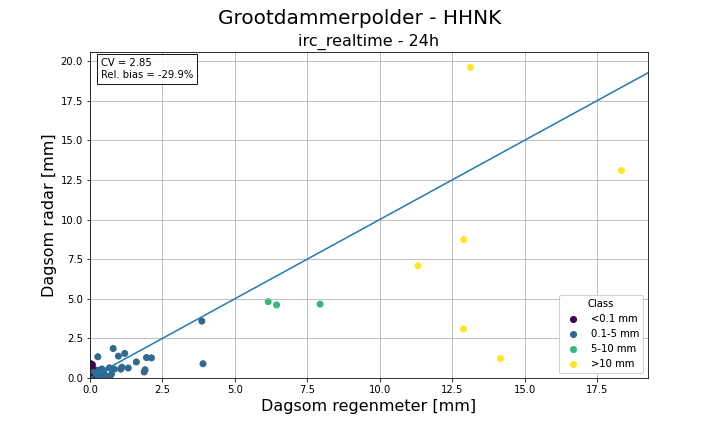 Grootdammerpolder - HHNK
irc_realtime - 24h
CV = 2.85
Rel. bias = -29.9%
Dagsom radar [mm]
20.0
17.5
15.0
12.5
10.0
7.5
5.0
2.5
0.0
0.0 2.5 5.0 7.5 10.0 12.5 15.0 17.5
Dagsom regenmeter [mm]
Class
<0.1 mm
0.1-5 mm
5-10 mm
>10 mm